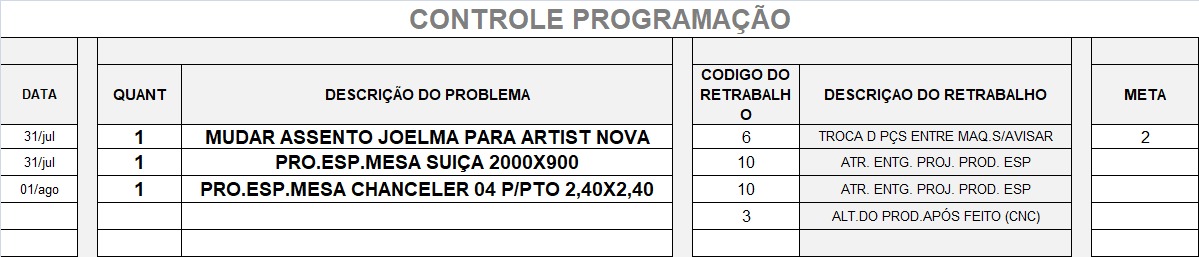 CONTROLE PROGRAMAÇÃO
DATA QUANT DESCRIÇÃO DO PROBLEMA CODIGO DO RETRABALH O DESCRIÇAO DO RETRABALHO META
31/jul 1 MUDAR ASSENTO JOELMA PARA ARTIST NOVA 6 TROCA D PÇS ENTRE MAQ.S/AVISAR 2
31/jul 1 PRO.ESP.MESA SUIÇA 2000X900 10 ATR. ENTG. PROJ. PROD. ESP
01/ago 1 PRO.ESP.MESA CHANCELER 04 P/PTO 2,40X2,40 10 ATR. ENTG. PROJ. PROD. ESP
3 ALT.DO PROD.APÓS FEITO (CNC)